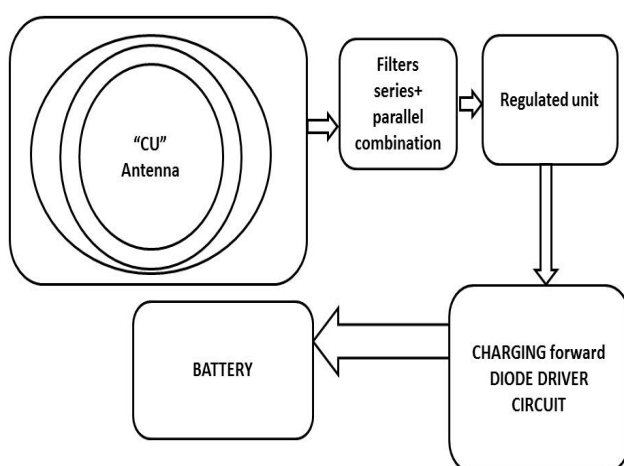 “CU”
Antenna
Filters
series+
parallel
combination
Regulated unit
CHARGING forward
DIODE DRIVER
CIRCUIT
BATTERY